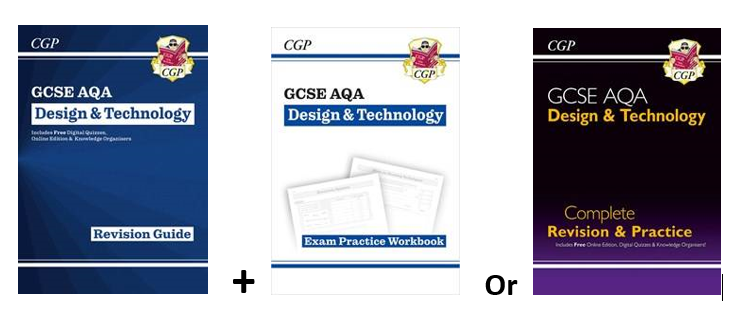 CGP
CGP
GCSE AQA
Design & Technology
Includes Free Digital Quizzes,
Online Edition & Knowledge Organisers
Revision Guide
+
CGP
CGP
GCSE AQA
Design & Technology
Exam Practice Workbook
Or
CGP
CGP
GCSE AQA
Design & Technology
Complete
Revision & Practice
Includes Free Online Edition, Digital Quizzes & Knowledge Organisers!